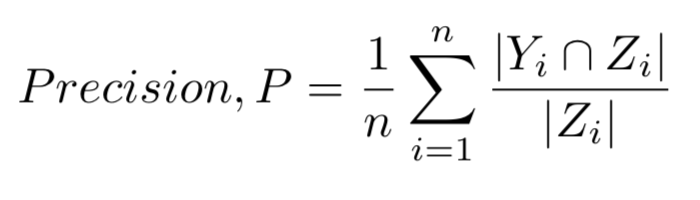 Precision, P = \frac{1}{n} \sum_{i=1}^{n} \frac{|Y_i \cap Z_i|}{|Z_i|}